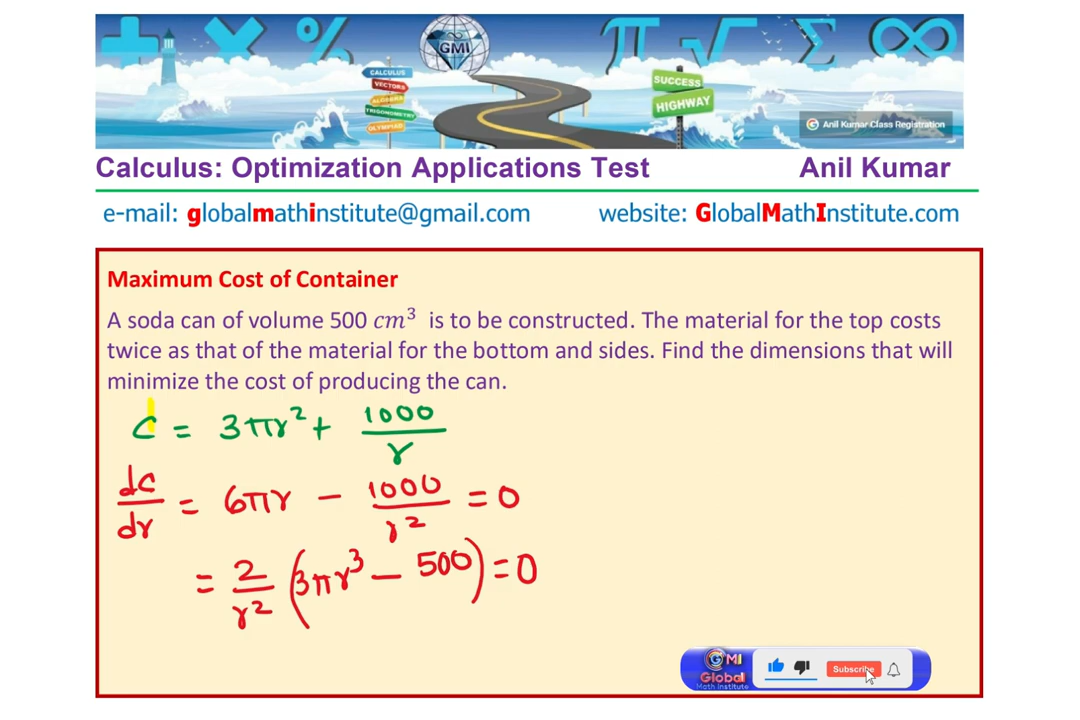 GMI
CALCULUS
VECTORS
ALGEBRA
TRIGONOMETRY
OLYMPIAD
SUCCESS
HIGHWAY
Anil Kumar Class Registration
Calculus: Optimization Applications Test Anil Kumar
e-mail: globalmathinstitute@gmail.com website: GlobalMathInstitute.com
Maximum Cost of Container
A soda can of volume 500 cm³ is to be constructed. The material for the top costs
twice as that of the material for the bottom and sides. Find the dimensions that will
minimize the cost of producing the can.
C = 3πr² + 1000/r
dC/dr = 6πr − 1000/r² = 0
= 2/r² (3πr³ − 500) = 0
GMI
Global
Math Institute
Subscribe